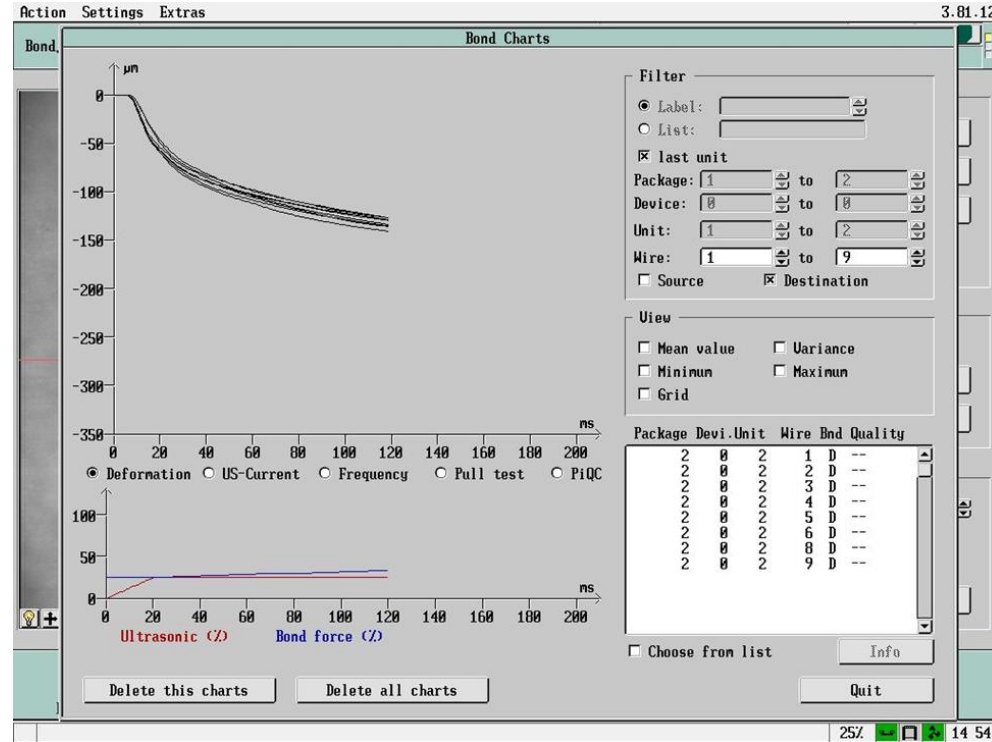 Action Settings Extras 3.81.12
Bond Charts
Bond,
µm
0
-50
-100
-150
-200
-250
-300
-350
ms
0 20 40 60 80 100 120 140 160 180 200
Deformation US-Current Frequency Pull test PiQC
100
50
0
ms
0 20 40 60 80 100 120 140 160 180 200
Ultrasonic (%) Bond force (%)
Delete this charts Delete all charts
Filter
Label:
List:
last unit
Package: 1 to 2
Device: 0 to 0
Unit: 1 to 2
Wire: 1 to 9
Source Destination
View
Mean value Variance
Minimum Maximum
Grid
Package Devi.Unit Wire Bnd Quality
2 0 2 1 D --
2 0 2 2 D --
2 0 2 3 D --
2 0 2 4 D --
2 0 2 5 D --
2 0 2 6 D --
2 0 2 8 D --
2 0 2 9 D --
Choose from list Info
Quit
25% 14 54